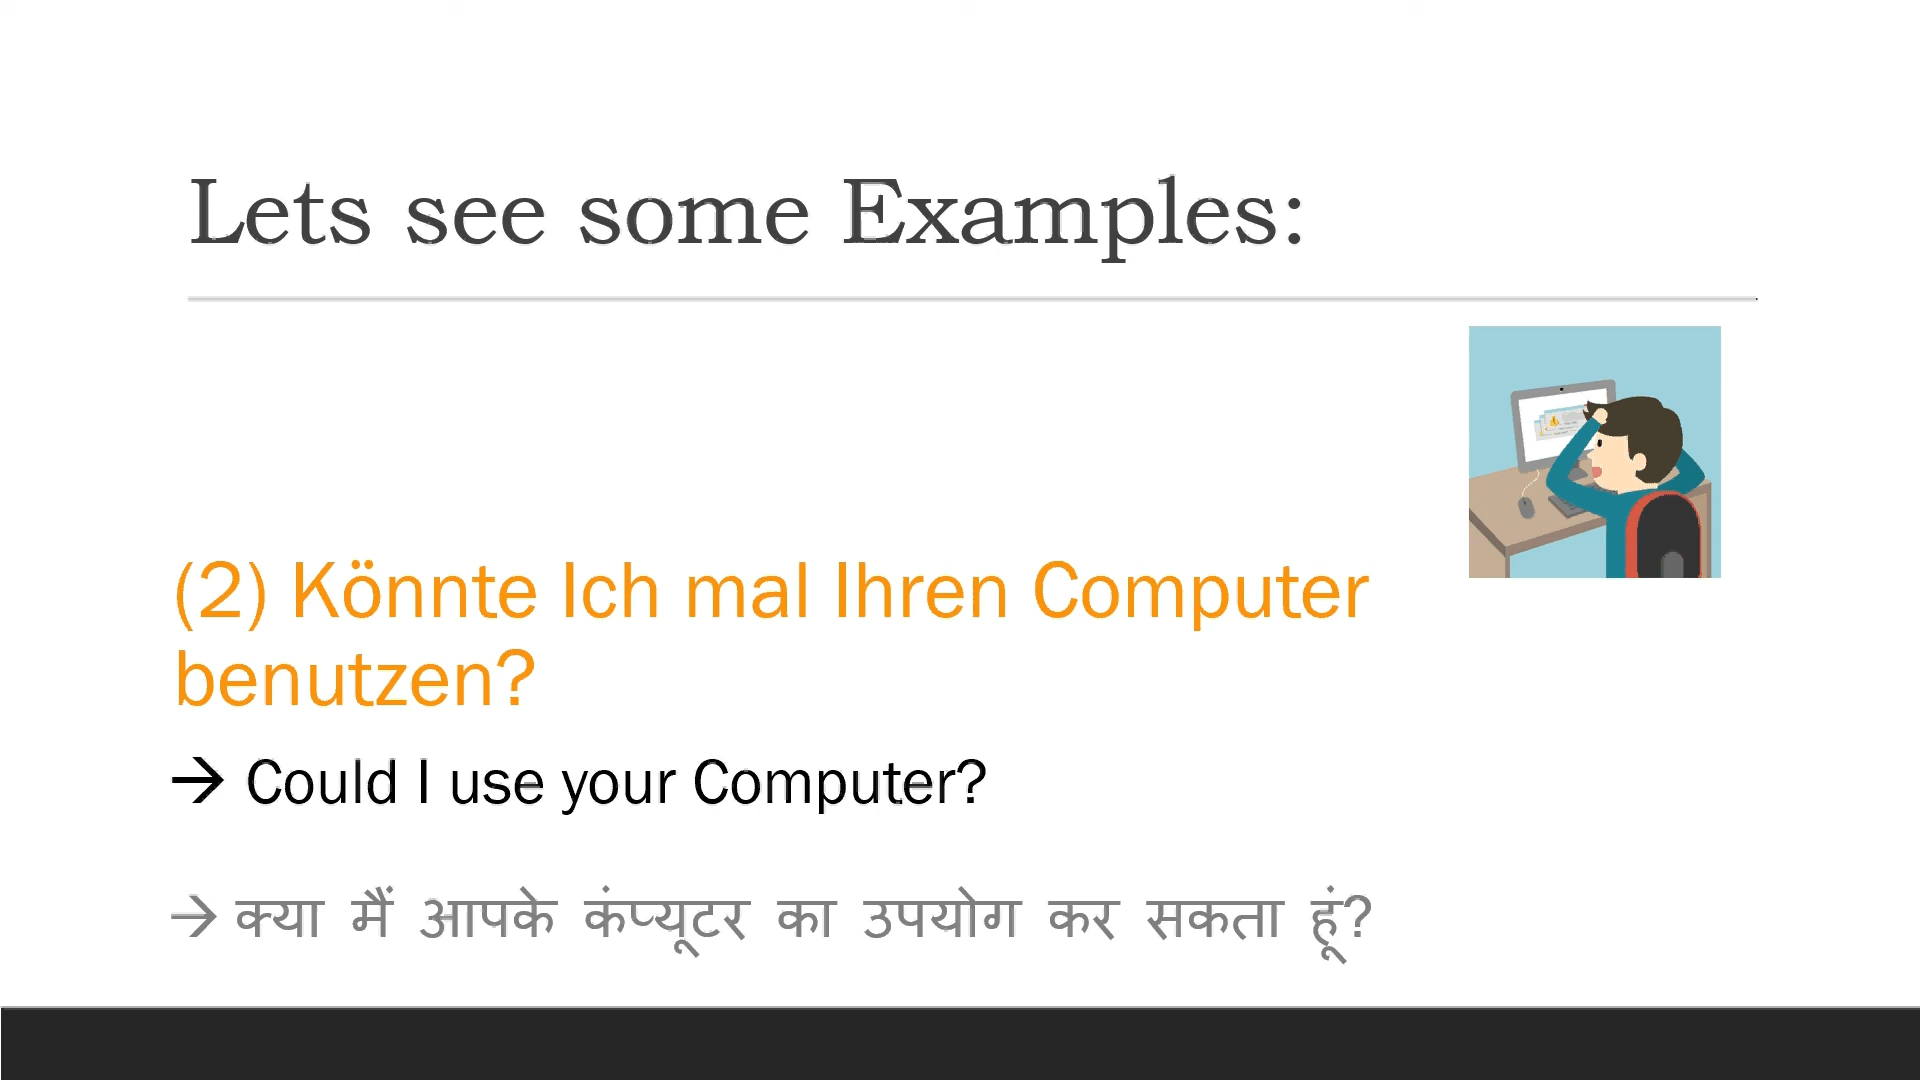 Lets see some Examples:
(2) Könnte Ich mal Ihren Computer
benutzen?
→ Could I use your Computer?
→ क्या मैं आपके कंप्यूटर का उपयोग कर सकता हूं?